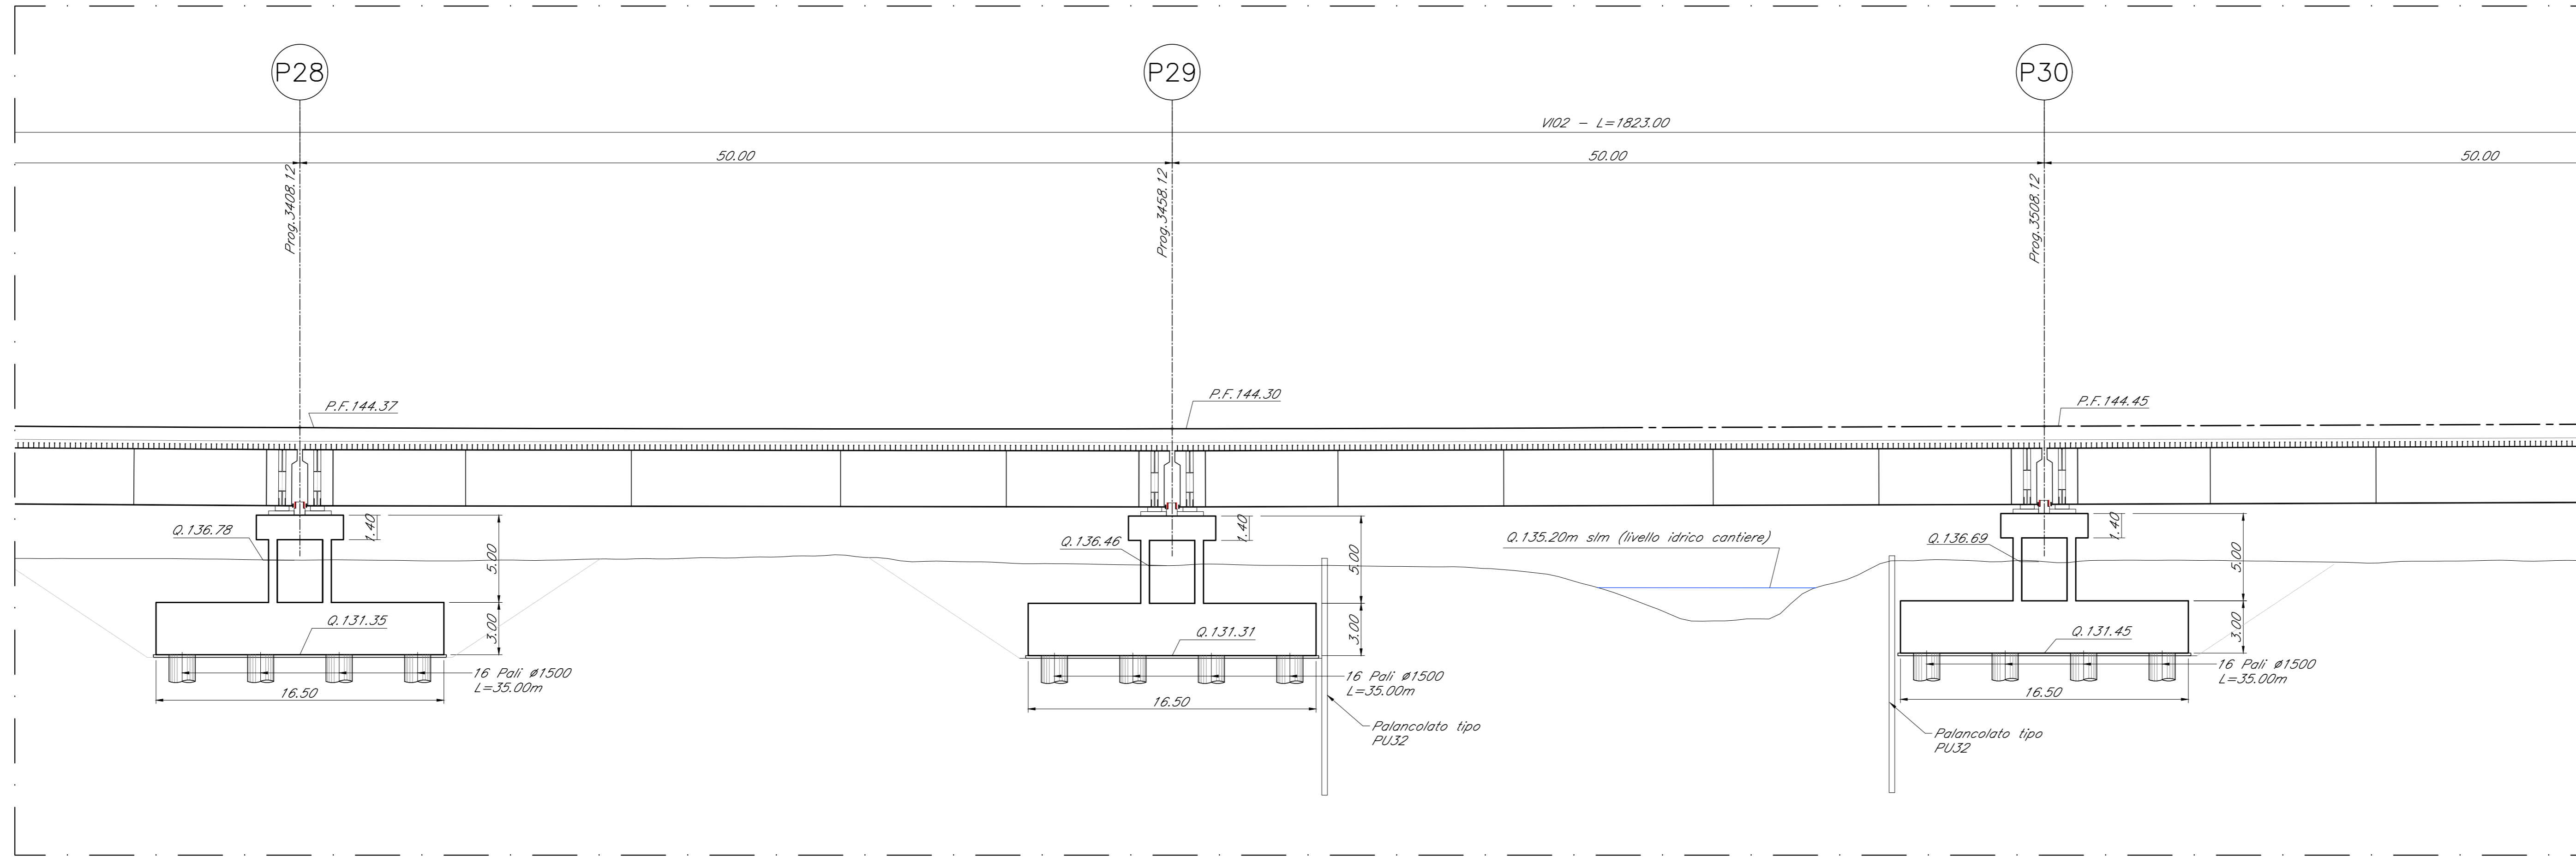 P28
P29
P30
VI02 - L=1823.00
50.00
50.00
50.00
Prog.3408.12
Prog.3458.12
Prog.3508.12
P.F.144.37
P.F.144.30
P.F.144.45
Q.136.78
1.40
5.00
Q.136.46
1.40
5.00
Q.135.20m slm (livello idrico cantiere)
Q.136.69
1.40
5.00
Q.131.35
3.00
Q.131.31
3.00
Q.131.45
3.00
16 Pali ø1500
L=35.00m
16.50
16 Pali ø1500
L=35.00m
16.50
16 Pali ø1500
L=35.00m
16.50
Palancolato tipo
PU32
Palancolato tipo
PU32